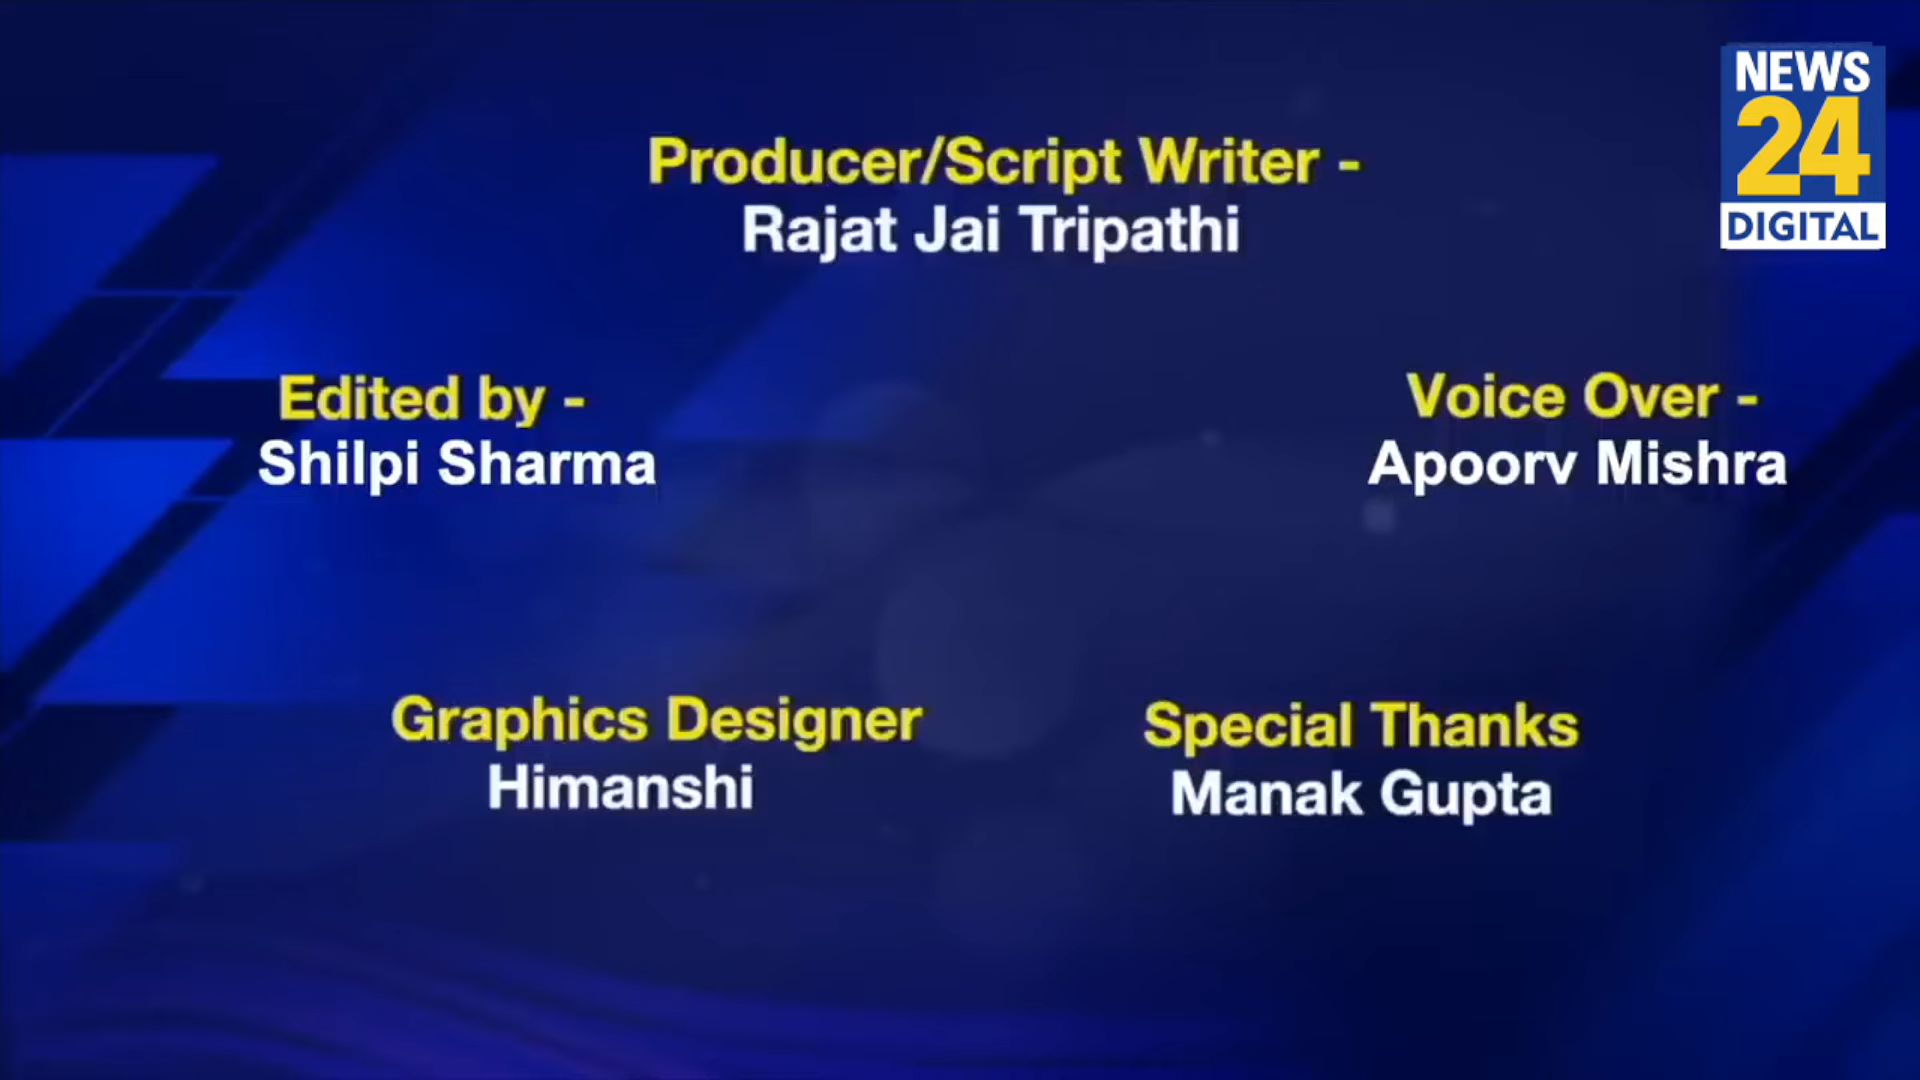 NEWS
24
DIGITAL
Producer/Script Writer -
Rajat Jai Tripathi
Edited by -
Shilpi Sharma
Voice Over -
Apoorv Mishra
Graphics Designer
Himanshi
Special Thanks
Manak Gupta